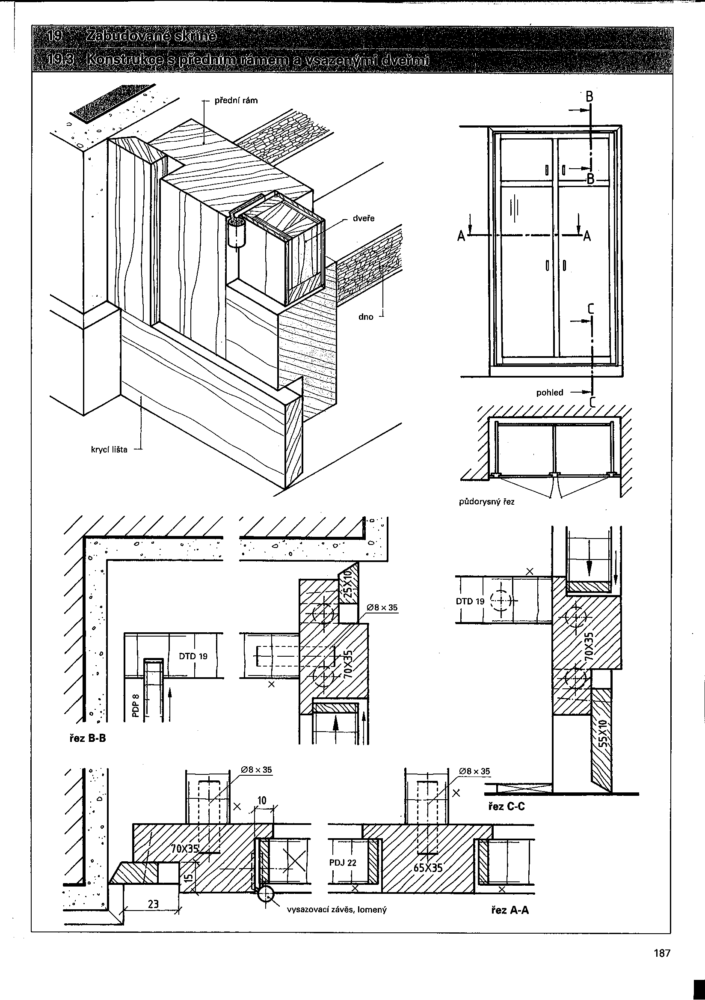 19 Zabudované skříně
19.3 Konstrukce s předním rámem a vsazenými dveřmi
přední rám
dveře
dno
krycí lišta
B
B
A
A
C
pohled
C
půdorysný řez
25X10
Ø8 x 35
DTD 19
70X35
PDP 8
řez B-B
DTD 19
70X35
55X10
řez C-C
Ø8 x 35
10
70X35
15
23
vysazovací závěs, lomený
Ø8 x 35
PDJ 22
65X35
řez A-A
187